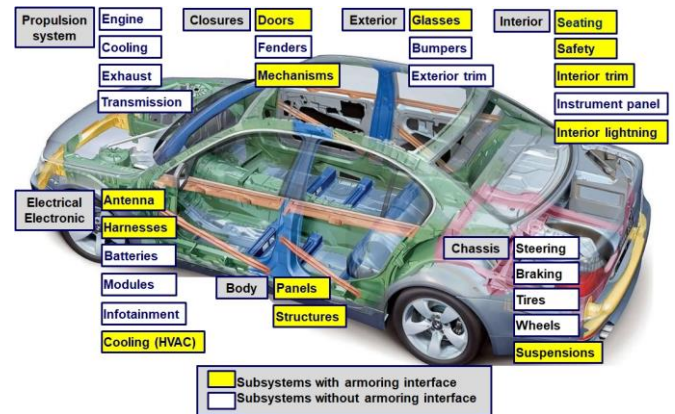 Propulsion
system
Engine
Cooling
Exhaust
Transmission
Closures
Doors
Fenders
Mechanisms
Exterior
Glasses
Bumpers
Exterior trim
Interior
Seating
Safety
Interior trim
Instrument panel
Interior lightning
Electrical
Electronic
Antenna
Harnesses
Batteries
Modules
Infotainment
Cooling (HVAC)
Body
Panels
Structures
Chassis
Steering
Braking
Tires
Wheels
Suspensions
Subsystems with armoring interface
Subsystems without armoring interface